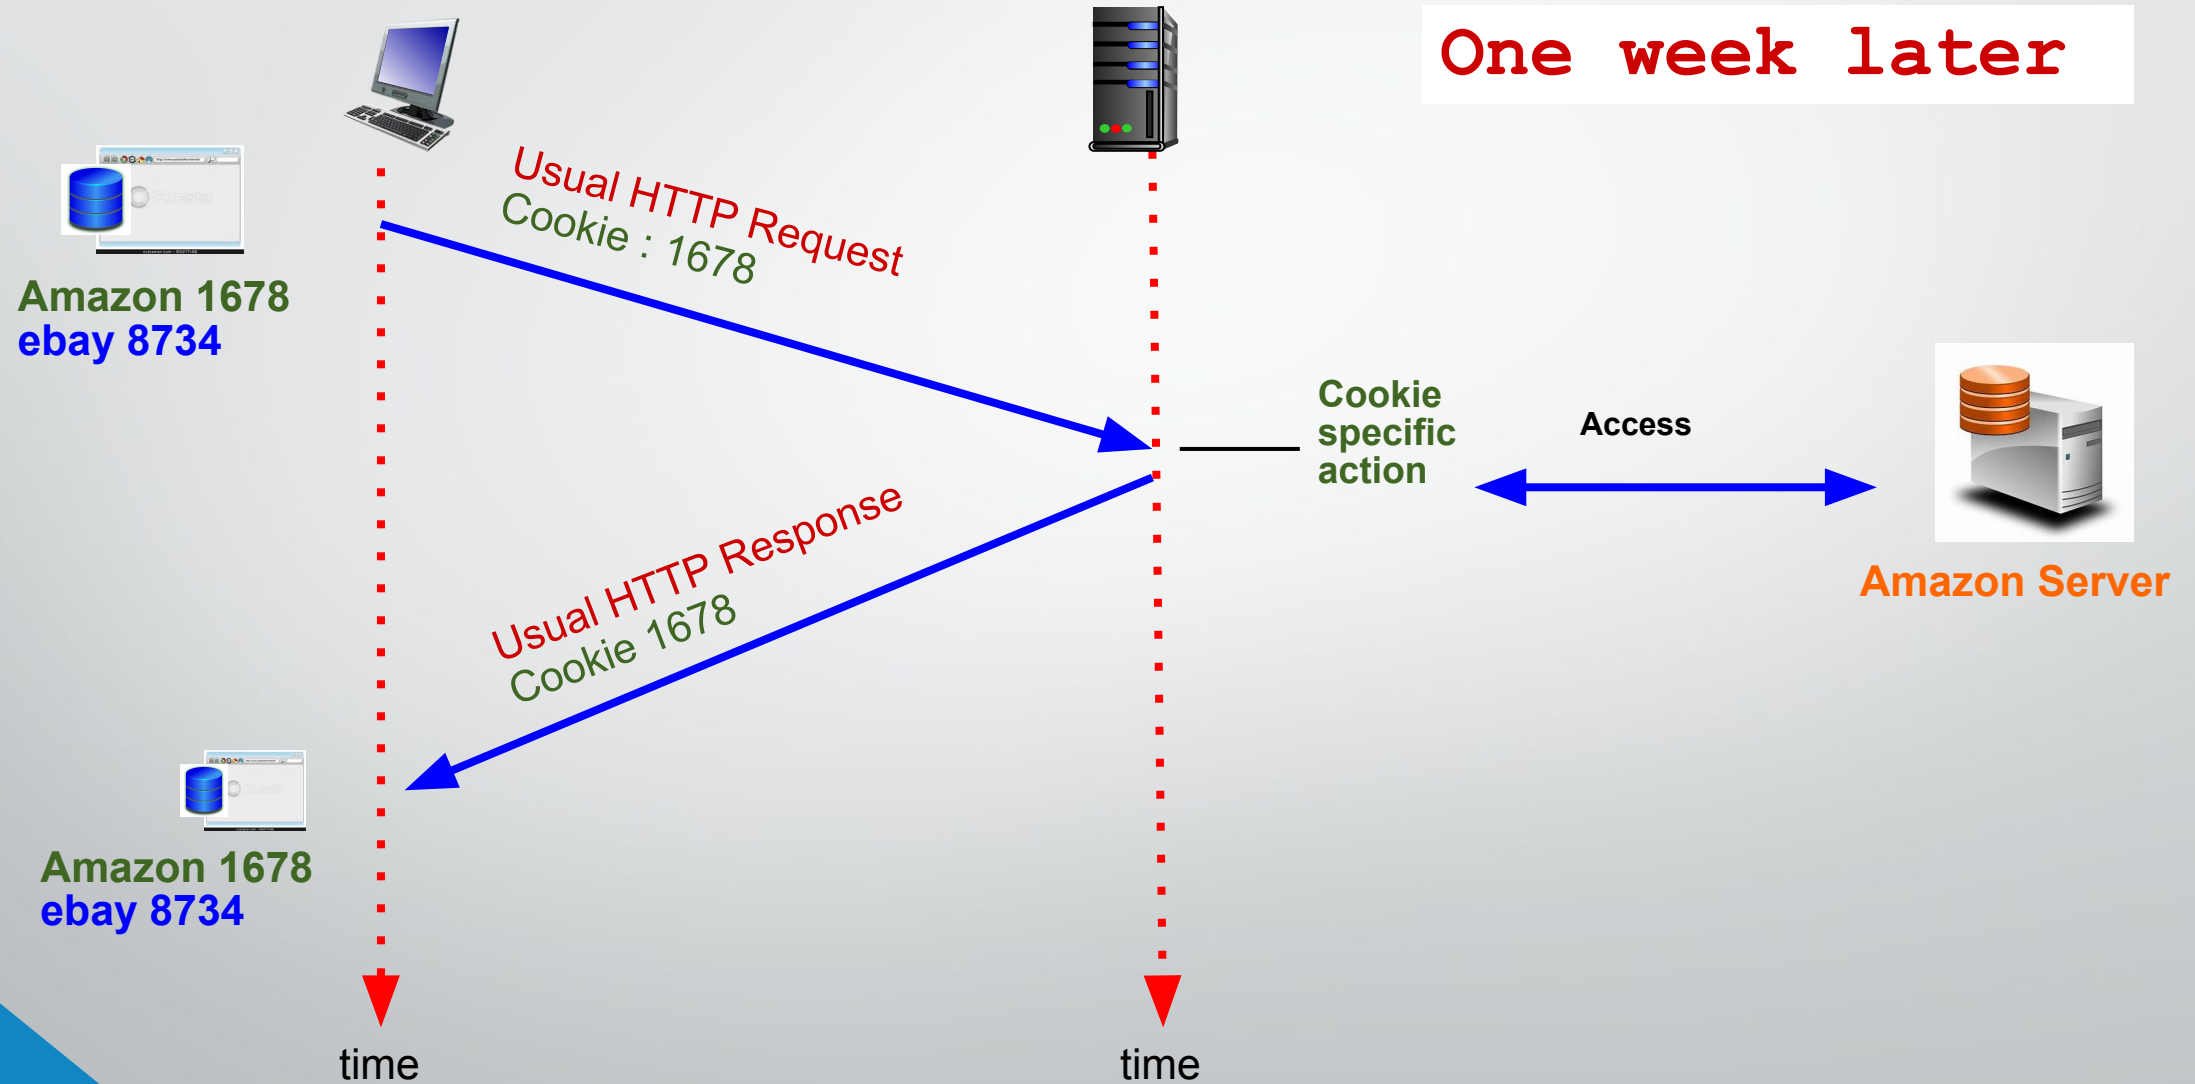 One week later
Usual HTTP Request
Cookie : 1678
Amazon 1678
ebay 8734
Cookie
specific
action
Access
Amazon Server
Usual HTTP Response
Cookie 1678
Amazon 1678
ebay 8734
time
time